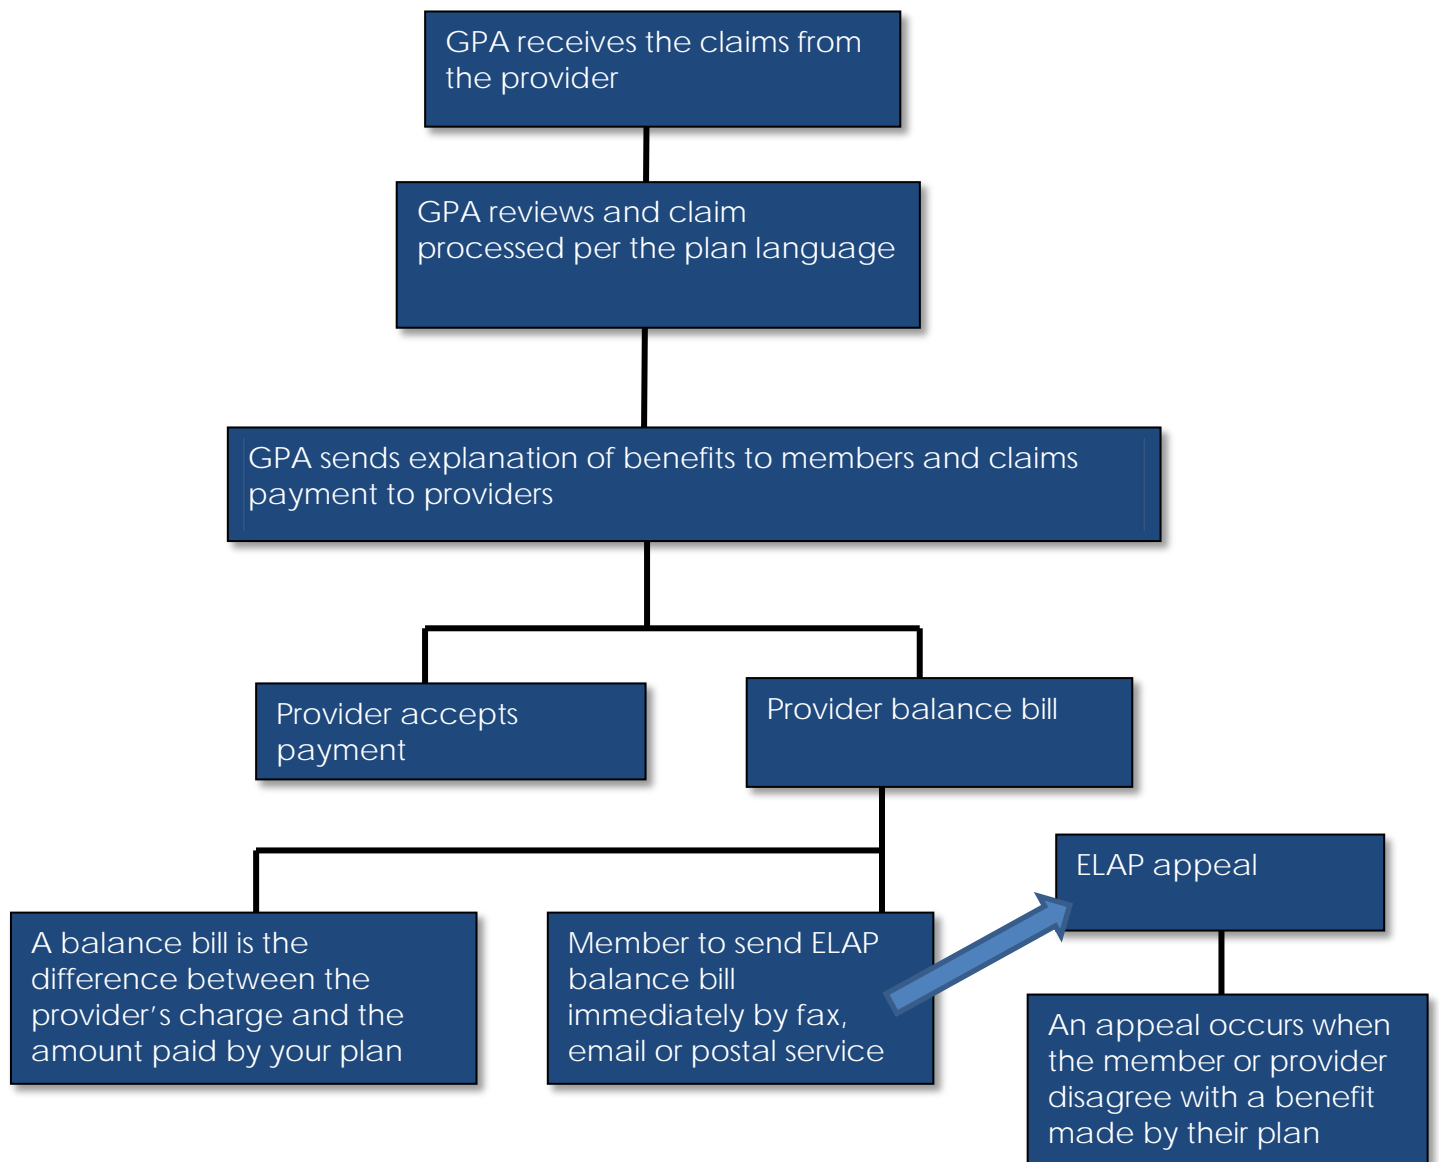 GPA receives the claims from
the provider
GPA reviews and claim
processed per the plan language
GPA sends explanation of benefits to members and claims
payment to providers
Provider accepts
payment
Provider balance bill
A balance bill is the
difference between the
provider’s charge and the
amount paid by your plan
Member to send ELAP
balance bill
immediately by fax,
email or postal service
ELAP appeal
An appeal occurs when
the member or provider
disagree with a benefit
made by their plan